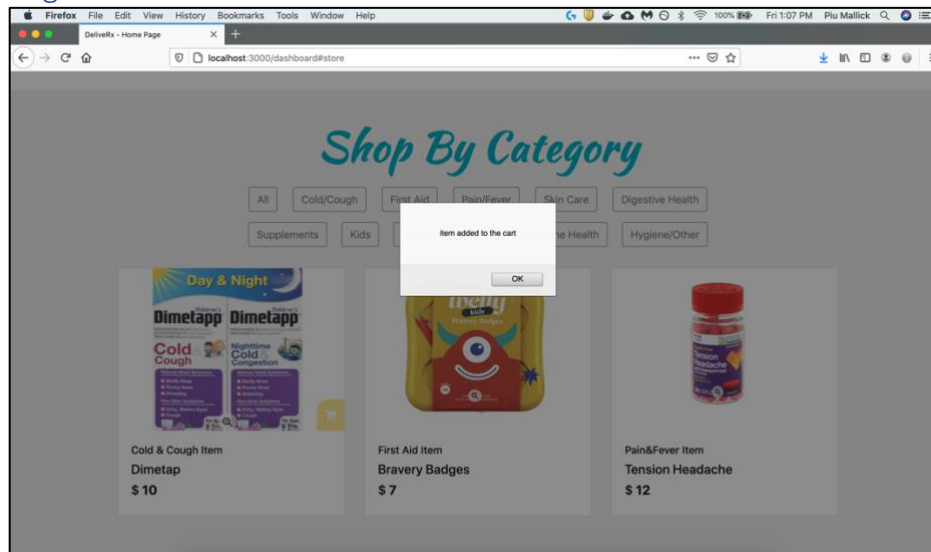 Firefox File Edit View History Bookmarks Tools Window Help 100% Fri 1:07 PM Piu Mallick
DeliveRx - Home Page
localhost:3000/dashboard#store
Shop By Category
All Cold/Cough First Aid Pain/Fever Skin Care Digestive Health
Supplements Kids Health Hygiene/Other
item added to the cart
OK
Day & Night
Dimetapp Dimetapp
Cold & Cough
Nighttime Cold & Congestion
welly
kids
Bravery Badges
Tension Headache
Cold & Cough Item First Aid Item Pain&Fever Item
Dimetap Bravery Badges Tension Headache
$ 10 $ 7 $ 12